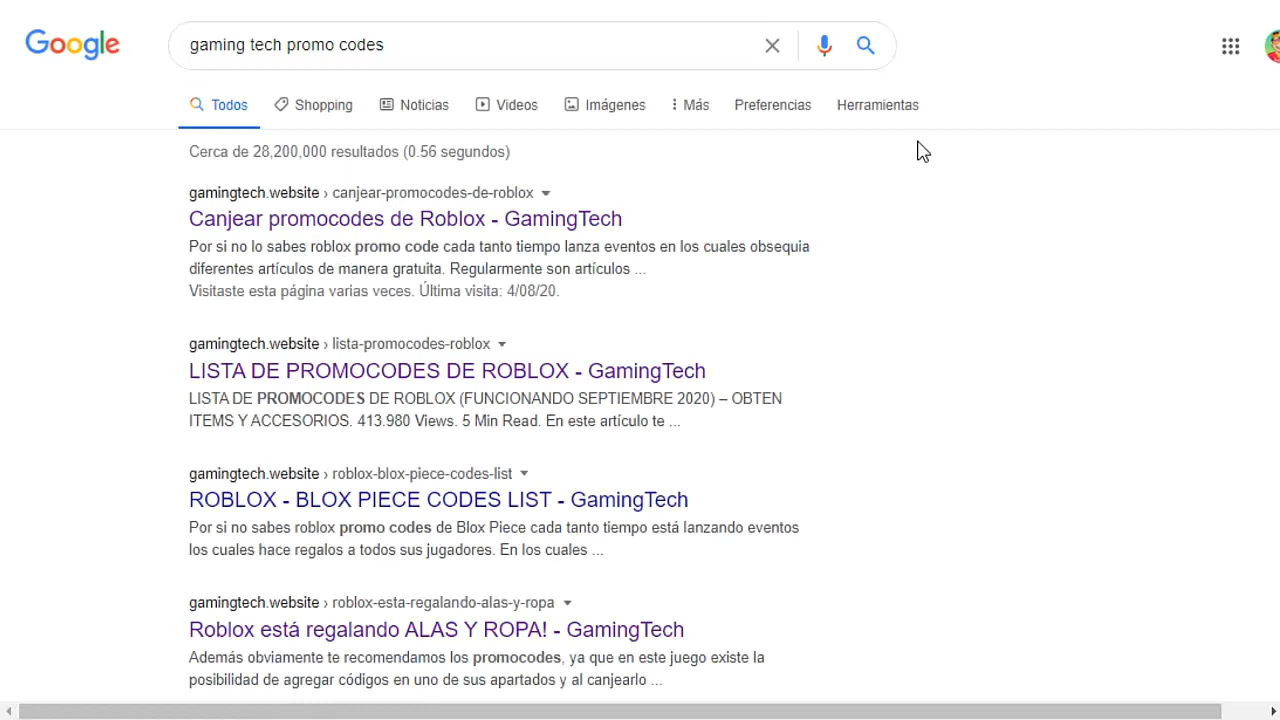 Google
gaming tech promo codes
Todos Shopping Noticias Videos Imágenes Más Preferencias Herramientas
Cerca de 28,200,000 resultados (0.56 segundos)
gamingtech.website › canjear-promocodes-de-roblox
Canjear promocodes de Roblox - GamingTech
Por si no lo sabes roblox promo code cada tanto tiempo lanza eventos en los cuales obsequia
diferentes artículos de manera gratuita. Regularmente son artículos ...
Visitaste esta página varias veces. Última visita: 4/08/20.
gamingtech.website › lista-promocodes-roblox
LISTA DE PROMOCODES DE ROBLOX - GamingTech
LISTA DE PROMOCODES DE ROBLOX (FUNCIONANDO SEPTIEMBRE 2020) – OBTEN
ITEMS Y ACCESORIOS. 413.980 Views. 5 Min Read. En este artículo te ...
gamingtech.website › roblox-blox-piece-codes-list
ROBLOX - BLOX PIECE CODES LIST - GamingTech
Por si no sabes roblox promo codes de Blox Piece cada tanto tiempo está lanzando eventos
los cuales hace regalos a todos sus jugadores. En los cuales ...
gamingtech.website › roblox-esta-regalando-alas-y-ropa
Roblox está regalando ALAS Y ROPA! - GamingTech
Además obviamente te recomendamos los promocodes, ya que en este juego existe la
posibilidad de agregar códigos en uno de sus apartados y al canjearlo ...